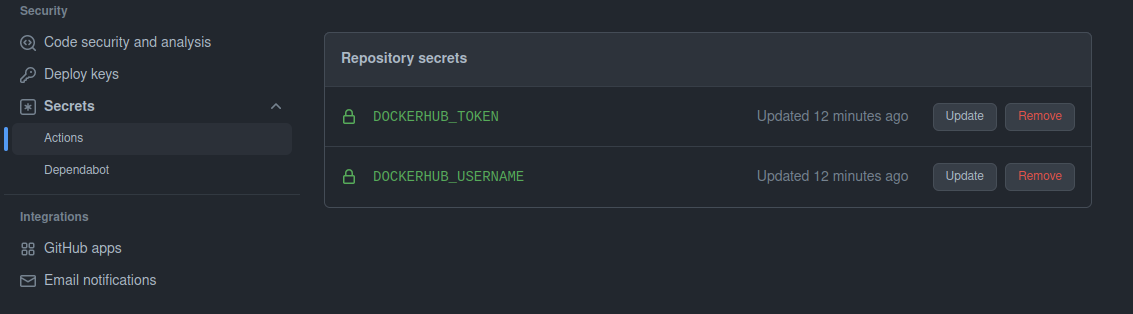 Security
Code security and analysis
Deploy keys
Secrets
Actions
Dependabot
Integrations
GitHub apps
Email notifications
Repository secrets
DOCKERHUB_TOKEN Updated 12 minutes ago Update Remove
DOCKERHUB_USERNAME Updated 12 minutes ago Update Remove